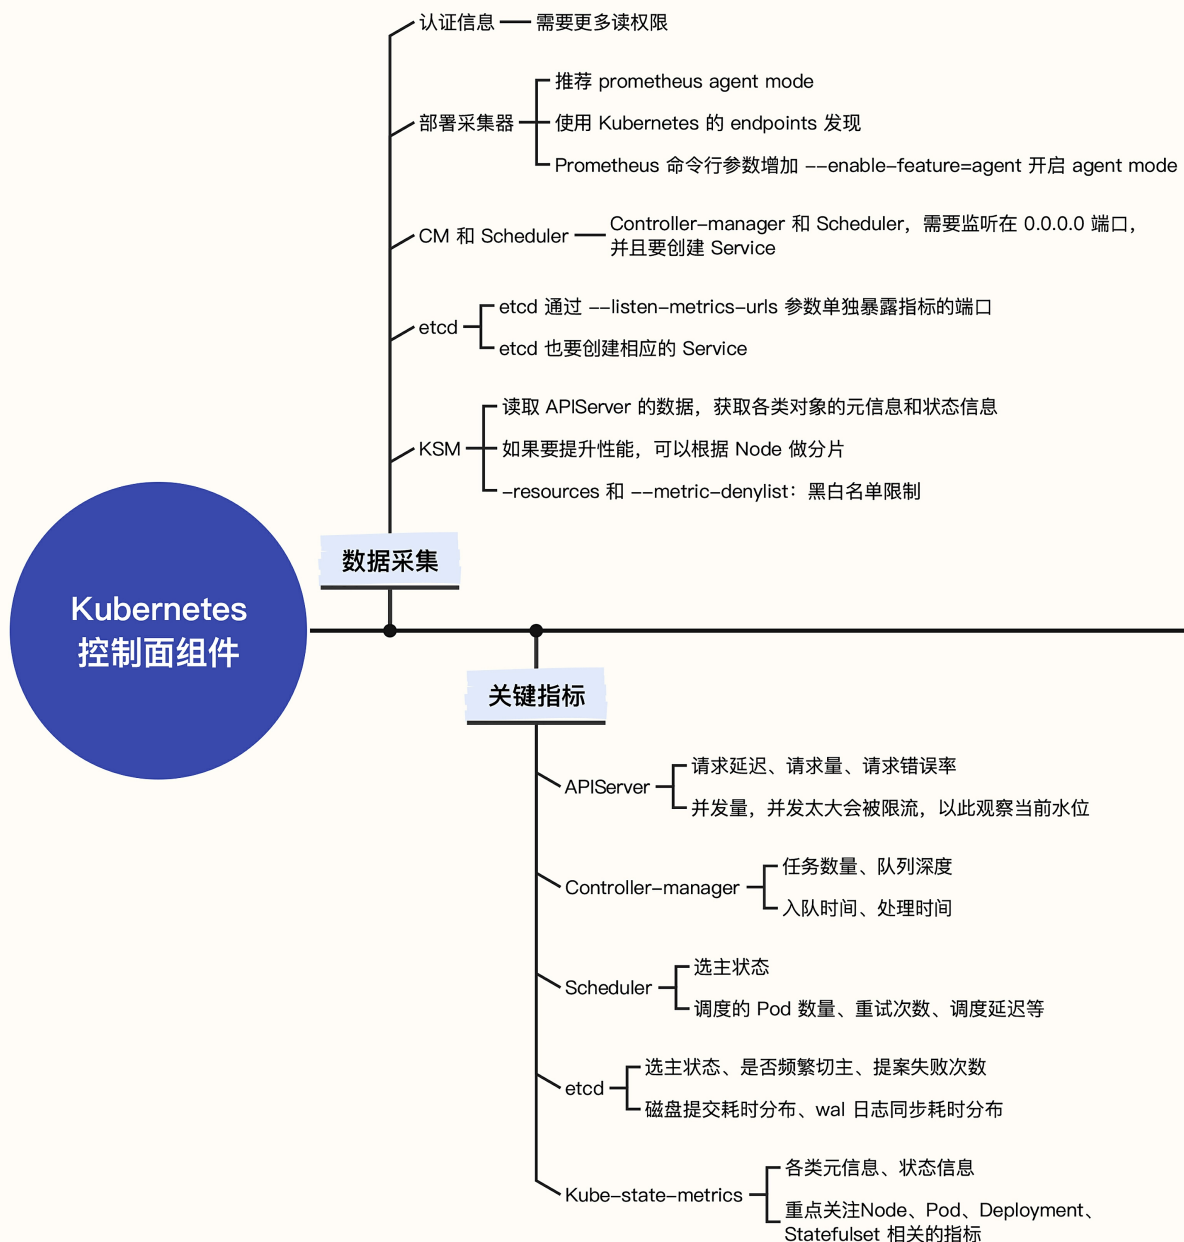 认证信息
需要更多读权限
部署采集器
推荐 prometheus agent mode
使用 Kubernetes 的 endpoints 发现
Prometheus 命令行参数增加 --enable-feature=agent 开启 agent mode
CM 和 Scheduler
Controller-manager 和 Scheduler，需要监听在 0.0.0.0 端口，
并且要创建 Service
etcd
etcd 通过 --listen-metrics-urls 参数单独暴露指标的端口
etcd 也要创建相应的 Service
KSM
读取 APIServer 的数据，获取各类对象的元信息和状态信息
如果要提升性能，可以根据 Node 做分片
-resources 和 --metric-denylist：黑白名单限制
数据采集
Kubernetes
控制面组件
关键指标
APIServer
请求延迟、请求量、请求错误率
并发量，并发太大会被限流，以此观察当前水位
Controller-manager
任务数量、队列深度
入队时间、处理时间
Scheduler
选主状态
调度的 Pod 数量、重试次数、调度延迟等
etcd
选主状态、是否频繁切主、提案失败次数
磁盘提交耗时分布、wal 日志同步耗时分布
Kube-state-metrics
各类元信息、状态信息
重点关注Node、Pod、Deployment、
Statefulset 相关的指标